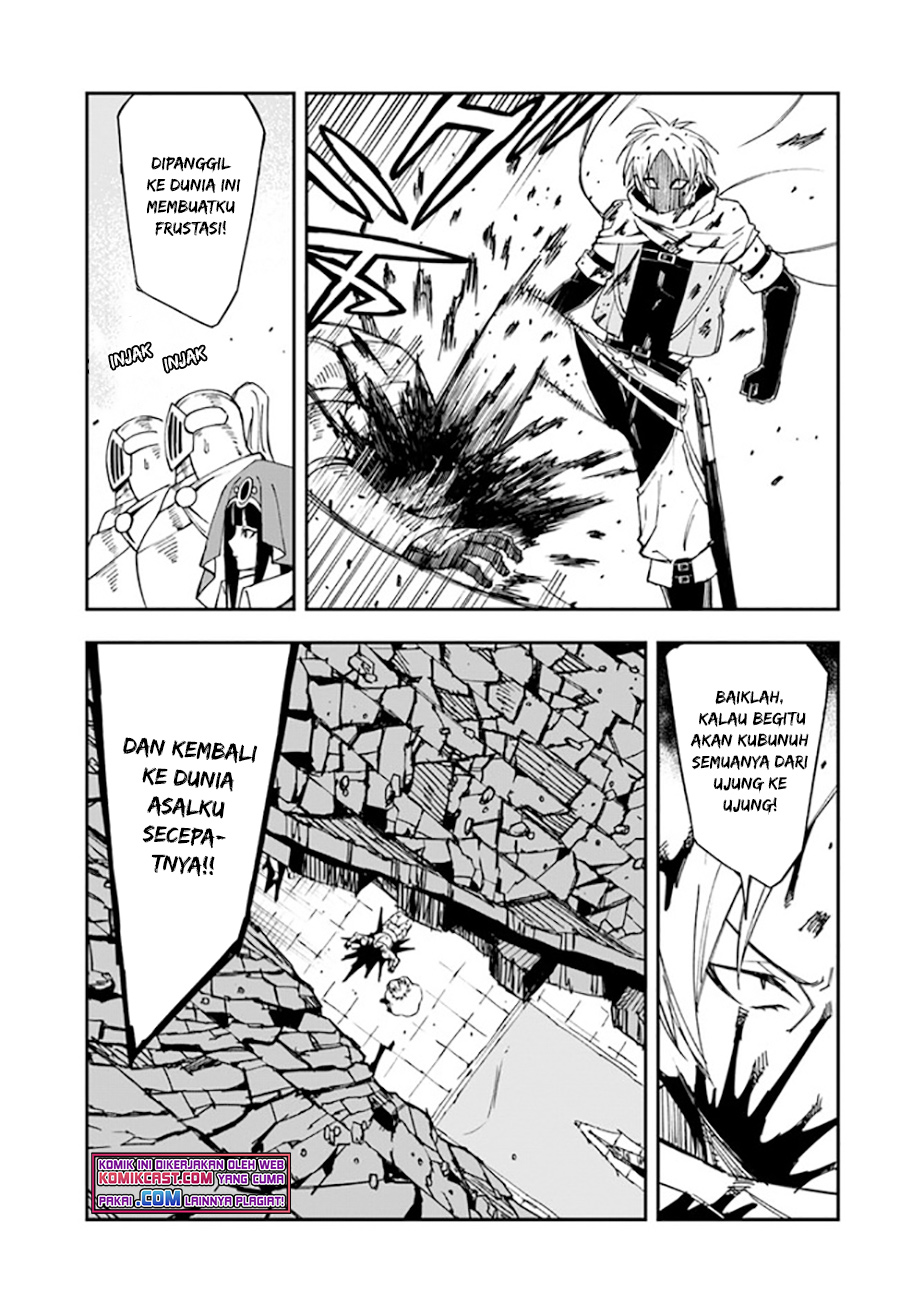 DIPANGGIL
KE DUNIA INI
MEMBUATKU
FRUSTASI!
INJAK
INJAK
BAIKLAH,
KALAU BEGITU
AKAN KUBUNUH
SEMUANYA DARI
UJUNG KE
UJUNG!
DAN KEMBALI
KE DUNIA
ASALKU
SECEPA-
TNYA!!
KOMIK INI DIKERJAKAN OLEH WEB
KOMIKCAST.COM YANG CUMA
PAKAI .COM LAINNYA PLAGIAT!